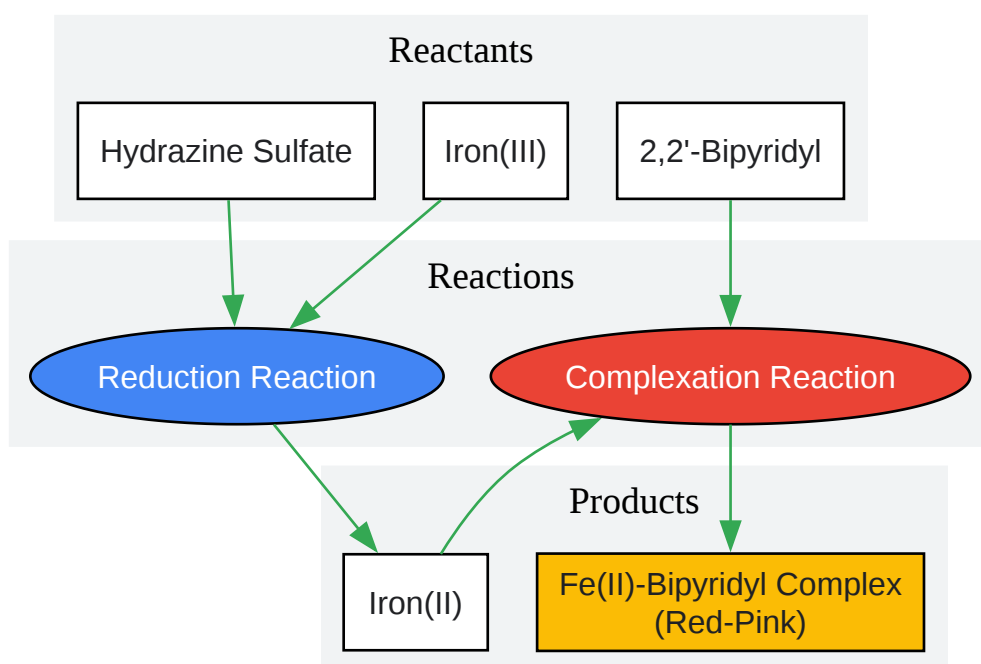 Reactants
Hydrazine Sulfate
Iron(III)
2,2'-Bipyridyl
Reactions
Reduction Reaction
Complexation Reaction
Products
Iron(II)
Fe(II)-Bipyridyl Complex
(Red-Pink)